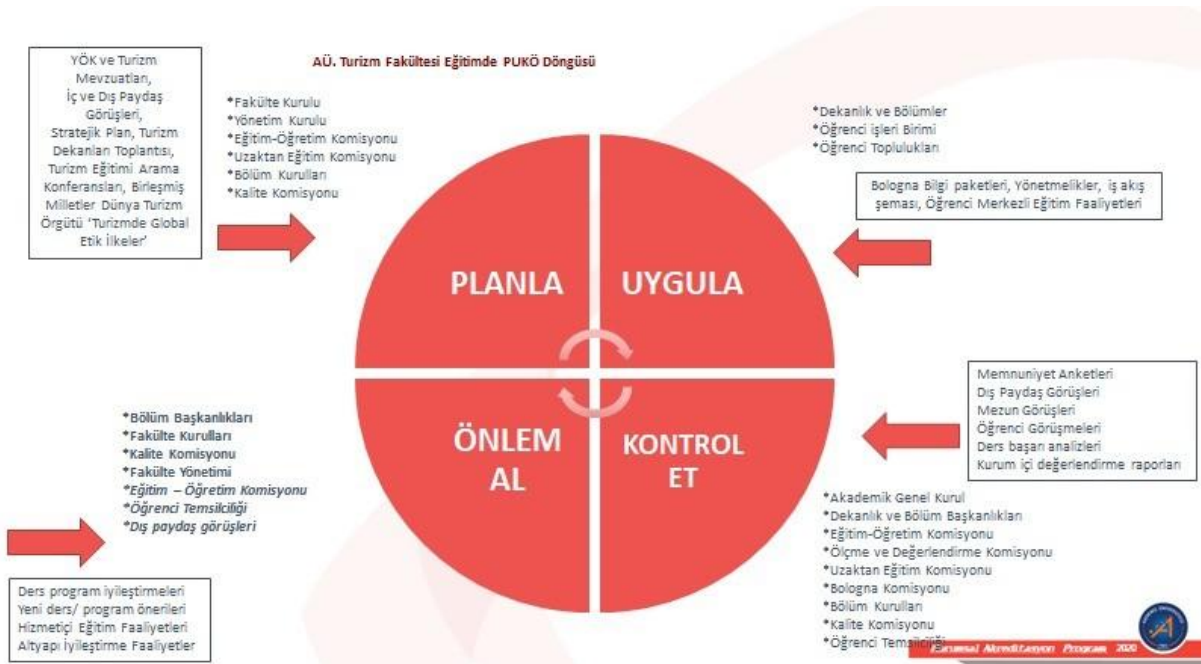 AÜ. Turizm Fakültesi Eğitimde PUKÖ Döngüsü
YÖK ve Turizm
Mevzuatları,
İç ve Dış Paydaş
Görüşleri,
Stratejik Plan, Turizm
Dekanları Toplantısı,
Turizm Eğitimi Arama
Konferansları, Birleşmiş
Milletler Dünya Turizm
Örgütü ‘Turizmde Global
Etik İlkeler’
*Fakülte Kurulu
*Yönetim Kurulu
*Eğitim-Öğretim Komisyonu
*Uzaktan Eğitim Komisyonu
*Bölüm Kurulları
*Kalite Komisyonu
*Dekanlık ve Bölümler
*Öğrenci işleri Birimi
*Öğrenci Toplulukları
Bologna Bilgi paketleri, Yönetmelikler, iş akış
şeması, Öğrenci Merkezli Eğitim Faaliyetleri
PLANLA
UYGULA
ÖNLEM
AL
KONTROL
ET
Memnuniyet Anketleri
Dış Paydaş Görüşleri
Mezun Görüşleri
Öğrenci Görüşmeleri
Ders başarı analizleri
Kurum içi değerlendirme raporları
*Bölüm Başkanlıkları
*Fakülte Kurulları
*Kalite Komisyonu
*Fakülte Yönetimi
*Eğitim – Öğretim Komisyonu
*Öğrenci Temsilciliği
*Dış paydaş görüşleri
Ders program iyileştirmeleri
Yeni ders/ program önerileri
Hizmetiçi Eğitim Faaliyetleri
Altyapı İyileştirme Faaliyetler
*Akademik Genel Kurul
*Dekanlık ve Bölüm Başkanlıkları
*Eğitim-Öğretim Komisyonu
*Ölçme ve Değerlendirme Komisyonu
*Uzaktan Eğitim Komisyonu
*Bologna Komisyonu
*Bölüm Kurulları
*Kalite Komisyonu
*Öğrenci Temsilciliği
Kurumsal Akreditasyon Program 2020